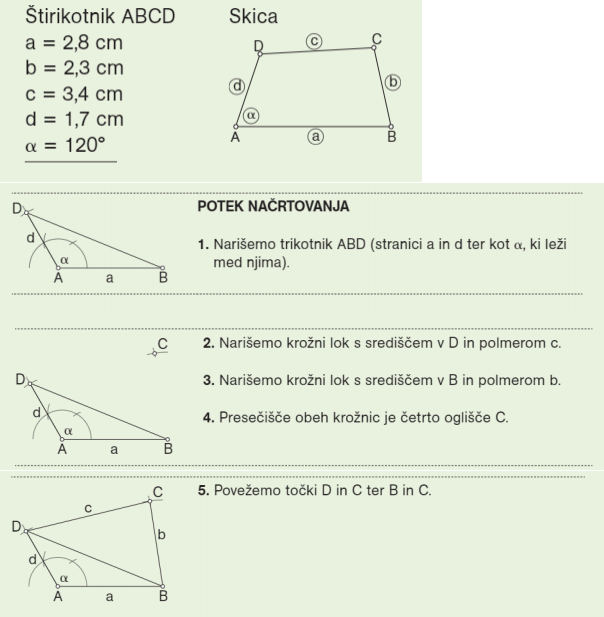 Štirikotnik ABCD
a = 2,8 cm
b = 2,3 cm
c = 3,4 cm
d = 1,7 cm
α = 120°
Skica
D c C
d b
α
A a B
POTEK NAČRTOVANJA
D
d
α
A a B
1. Narišemo trikotnik ABD (stranici a in d ter kot α, ki leži
med njima).
C
D
d
α
A a B
2. Narišemo krožni lok s središčem v D in polmerom c.
3. Narišemo krožni lok s središčem v B in polmerom b.
4. Presečišče obeh krožnic je četrto oglišče C.
C
c
D
b
d
α
A a B
5. Povežemo točki D in C ter B in C.